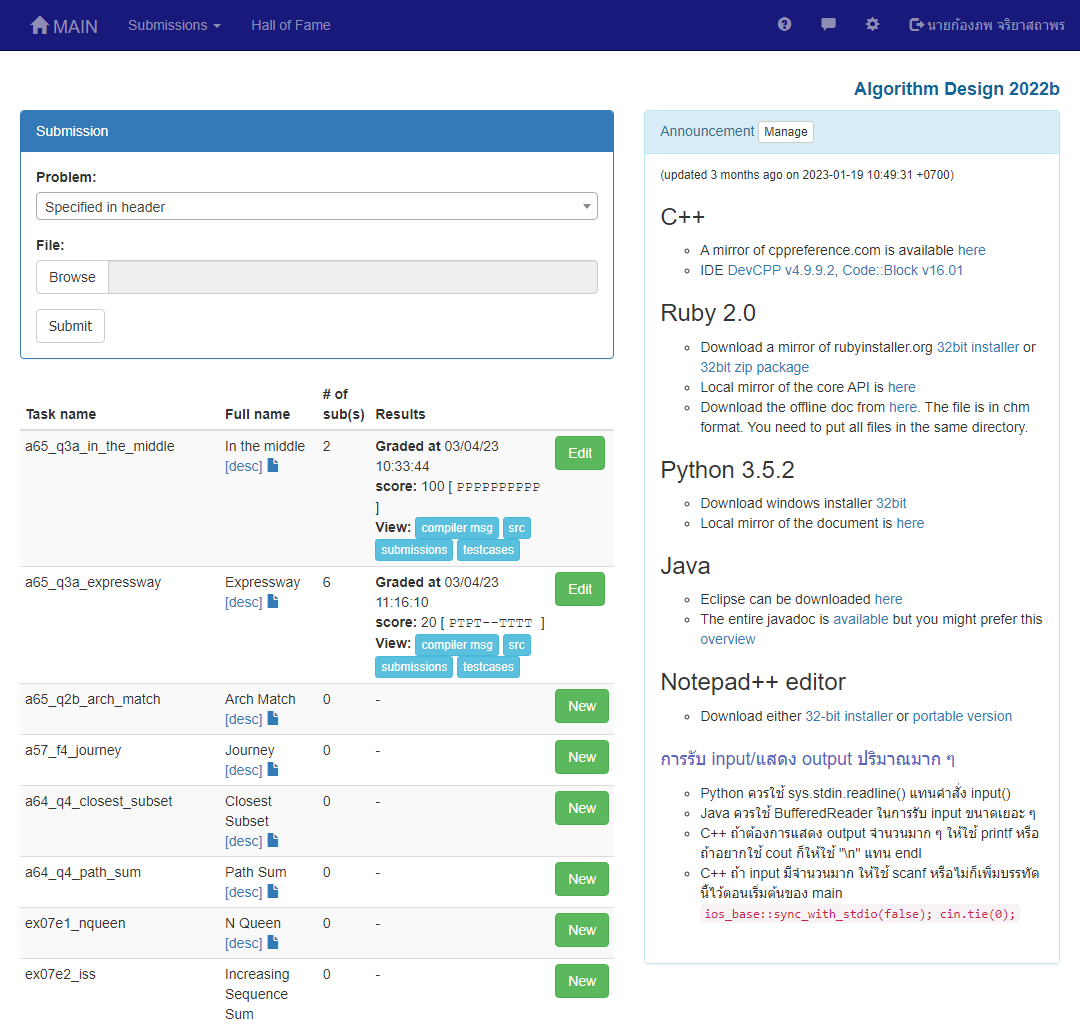 MAIN Submissions Hall of Fame นายก้องภพ จริยาสถาพร
Algorithm Design 2022b
Submission
Problem:
Specified in header
File:
Browse
Submit
Task name Full name # of sub(s) Results
a65_q3a_in_the_middle In the middle 2 Graded at 03/04/23
[desc] 10:33:44
score: 100 [ PPPPPPPPPP
]
View: compiler msg src
submissions testcases
Edit
a65_q3a_expressway Expressway 6 Graded at 03/04/23
[desc] 11:16:10
score: 20 [ PTPT--TTTT ]
View: compiler msg src
submissions testcases
Edit
a65_q2b_arch_match Arch Match 0 - New
[desc]
a57_f4_journey Journey 0 - New
[desc]
a64_q4_closest_subset Closest 0 - New
Subset
[desc]
a64_q4_path_sum Path Sum 0 - New
[desc]
ex07e1_nqueen N Queen 0 - New
[desc]
ex07e2_iss Increasing 0 - New
Sequence
Sum
Announcement Manage
(updated 3 months ago on 2023-01-19 10:49:31 +0700)
C++
A mirror of cppreference.com is available here
IDE DevCPP v4.9.9.2, Code::Block v16.01
Ruby 2.0
Download a mirror of rubyinstaller.org 32bit installer or
32bit zip package
Local mirror of the core API is here
Download the offline doc from here. The file is in chm
format. You need to put all files in the same directory.
Python 3.5.2
Download windows installer 32bit
Local mirror of the document is here
Java
Eclipse can be downloaded here
The entire javadoc is available but you might prefer this
overview
Notepad++ editor
Download either 32-bit installer or portable version
การรับ input/แสดง output ปริมาณมาก ๆ
Python ควรใช้ sys.stdin.readline() แทนคำสั่ง input()
Java ควรใช้ BufferedReader ในการรับ input ขนาดเยอะ ๆ
C++ ถ้าต้องการแสดง output จำนวนมาก ๆ ให้ใช้ printf หรือ
ถ้าอยากใช้ cout ก็ให้ใช้ "\n" แทน endl
C++ ถ้า input มีจำนวนมาก ให้ใช้ scanf หรือไม่ก็เพิ่มบรรทัด
นี้ไว้ตอนเริ่มต้นของ main
ios_base::sync_with_stdio(false); cin.tie(0);